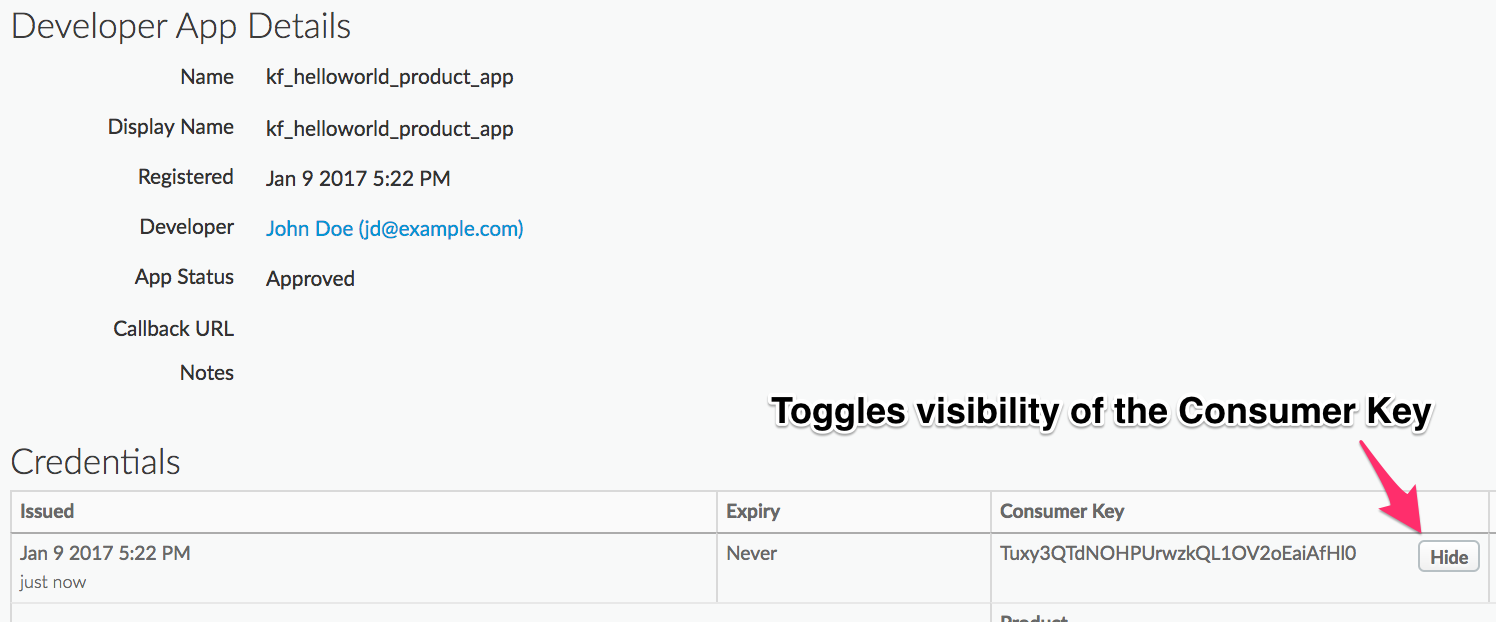 Developer App Details
Name kf_helloworld_product_app
Display Name kf_helloworld_product_app
Registered Jan 9 2017 5:22 PM
Developer John Doe (jd@example.com)
App Status Approved
Callback URL
Notes
Toggles visibility of the Consumer Key
Credentials
Issued Expiry Consumer Key
Jan 9 2017 5:22 PM Never Tuxy3QTdNOHPUrwzkQL1OV2oEaiAfHl0 Hide
just now
Product